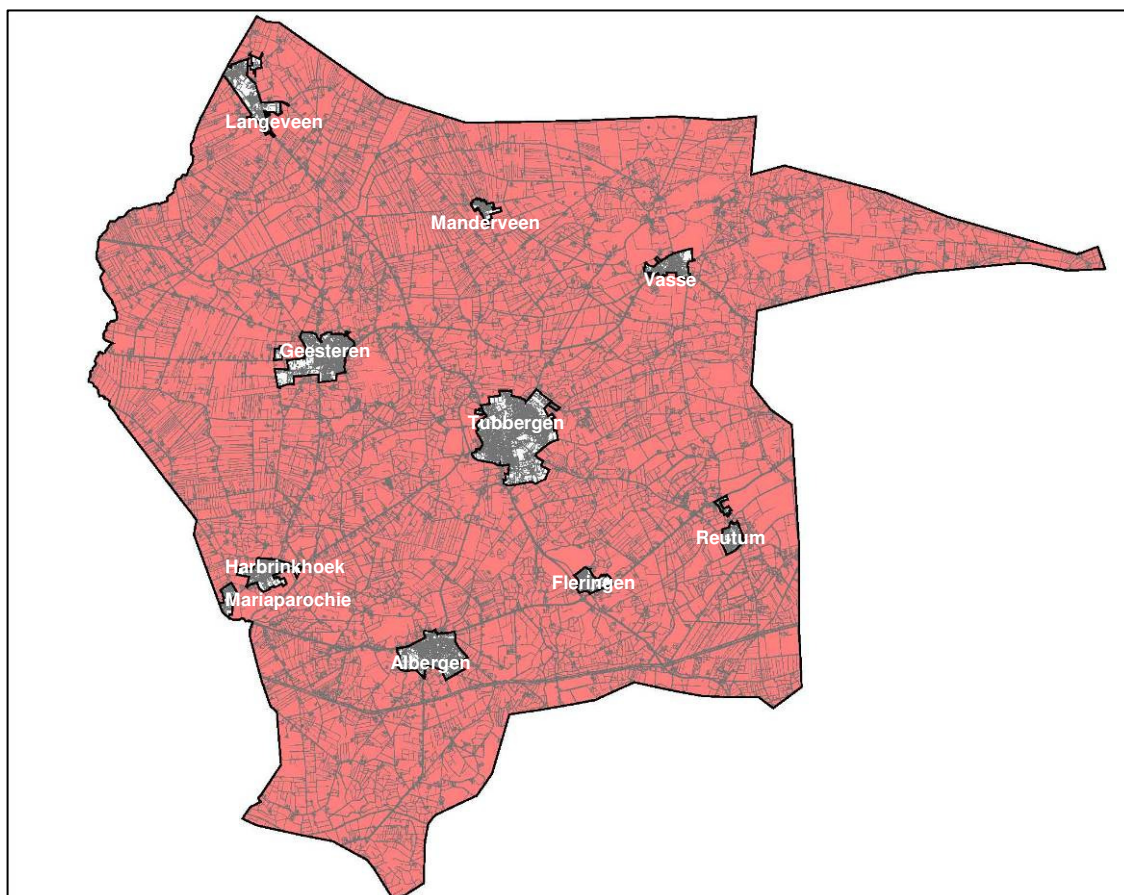 Langeveen
Manderveen
Vasse
Geesteren
Tubbergen
Reutum
Harbrinkhoek
Fleringen
Mariaparochie
Albergen